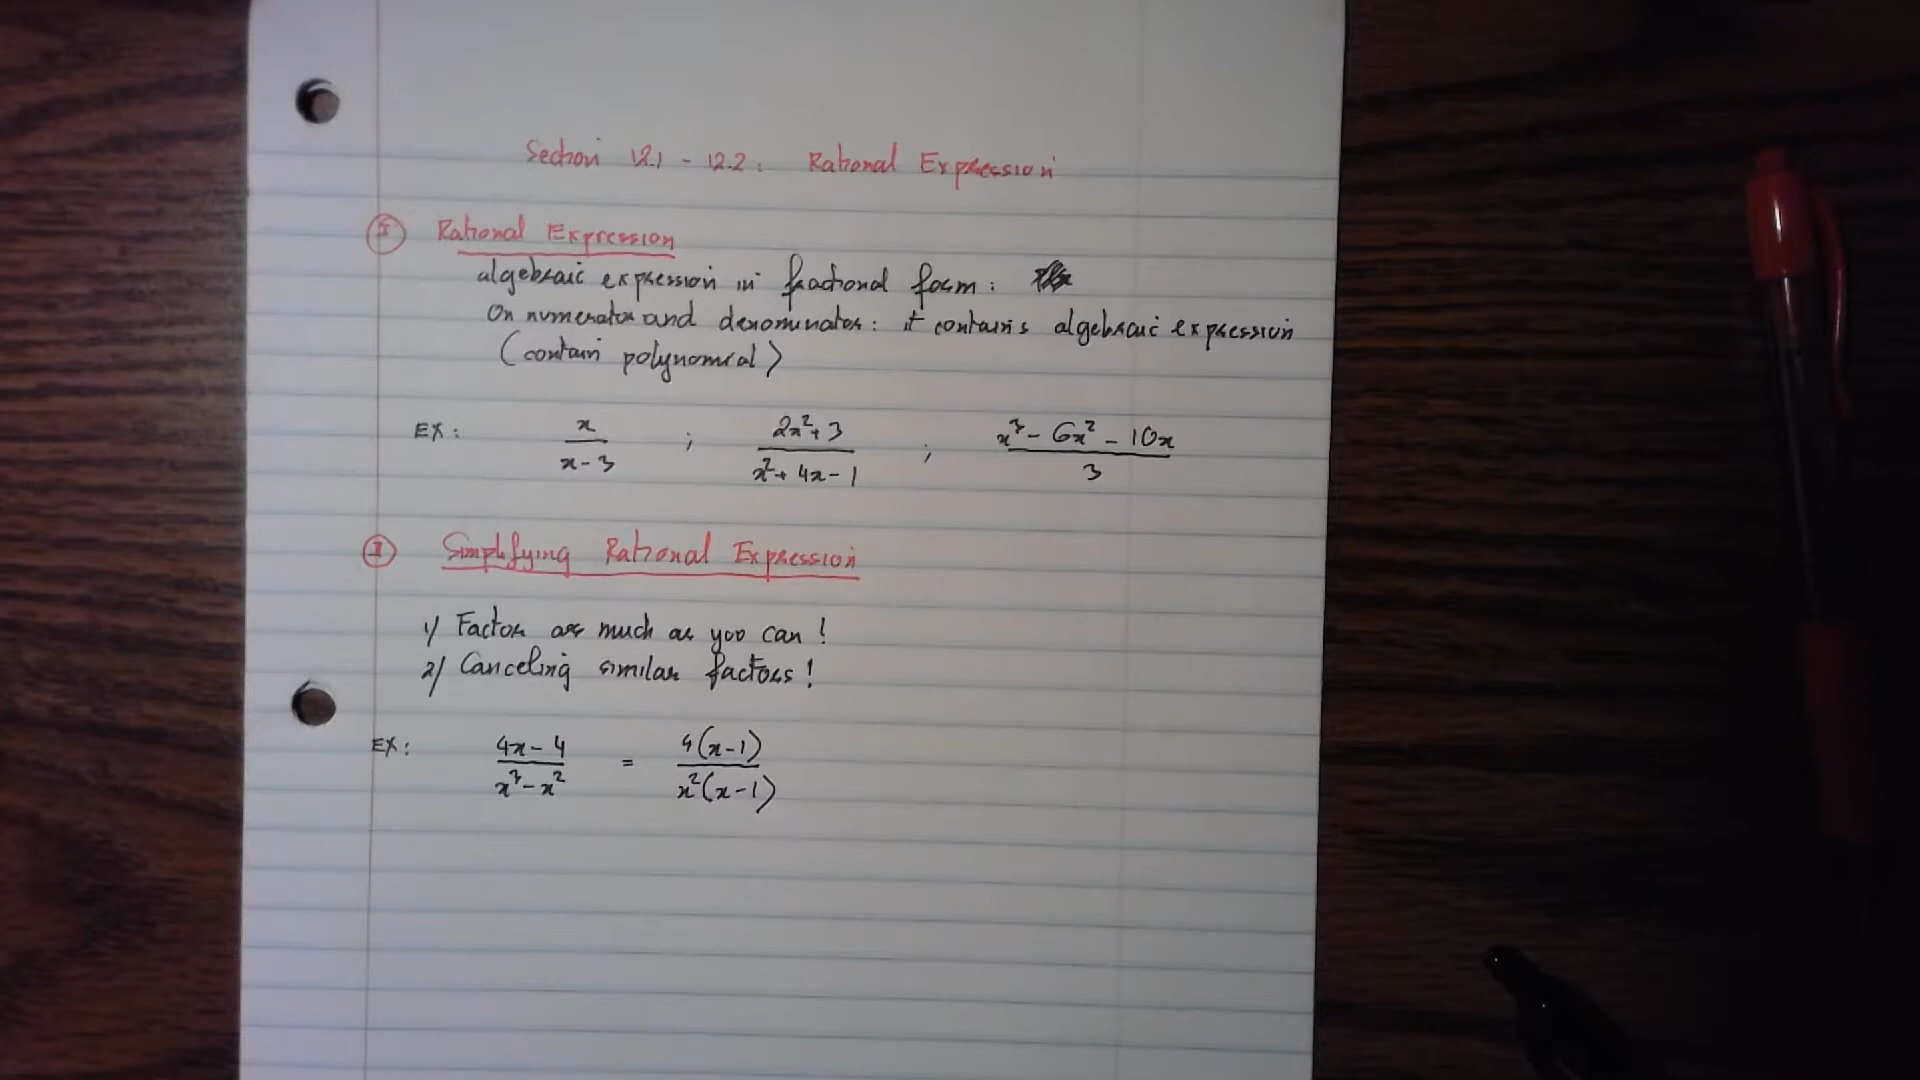 Section 12.1 - 12.2: Rational Expression
I Rational Expression
algebraic expression in fractional form:
On numerator and denominator: it contains algebraic expression
(contain polynomial)
EX: x/(x-3) ; (2x²+3)/(x²+4x-1) ; (x³-6x²-10x)/3
II Simplifying Rational Expression
1) Factor as much as you can!
2) Canceling similar factors!
EX: (4x-4)/(x³-x²) = 4(x-1)/(x²(x-1))